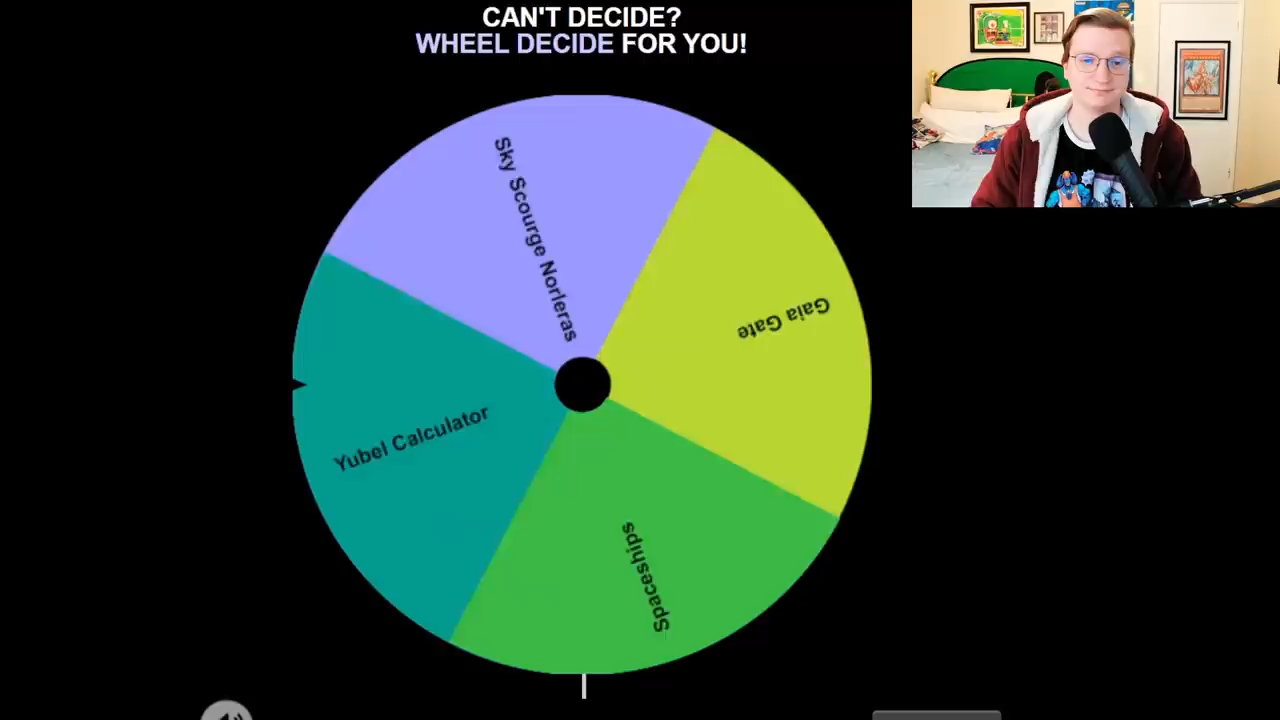 CAN'T DECIDE?
WHEEL DECIDE FOR YOU!
Sky Scourge Norleras
Gaia Gate
Yubel Calculator
Spaceships